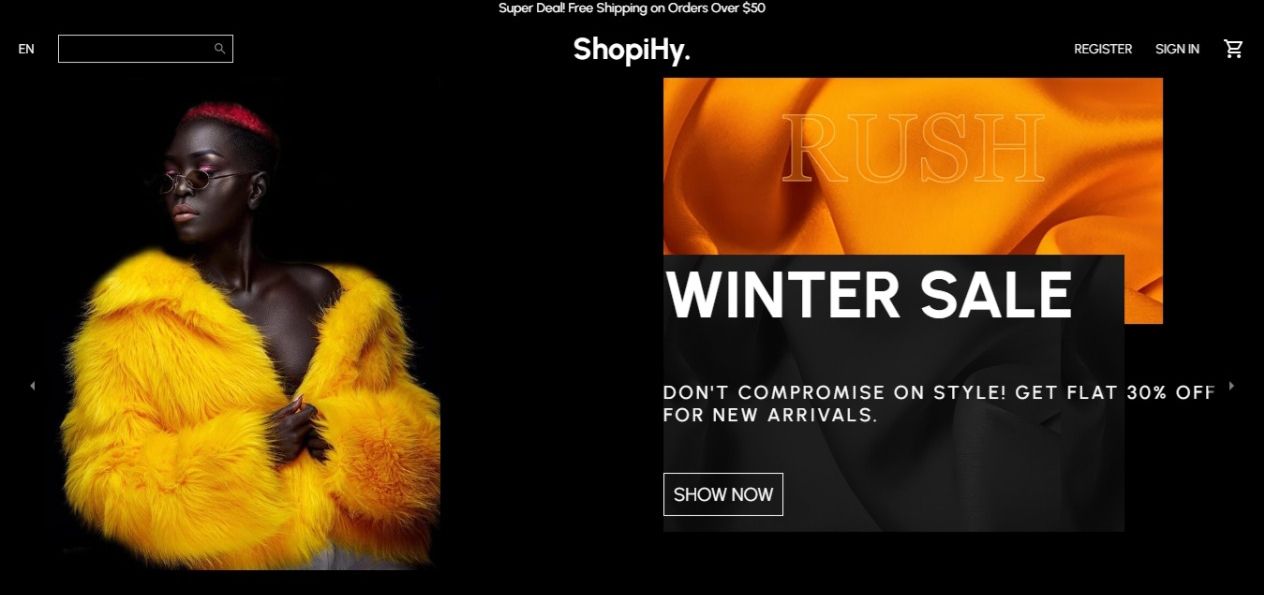 Super Deal! Free Shipping on Orders Over $50
EN
ShopiHy.
REGISTER
SIGN IN
RUSH
WINTER SALE
DON'T COMPROMISE ON STYLE! GET FLAT 30% OFF
FOR NEW ARRIVALS.
SHOW NOW